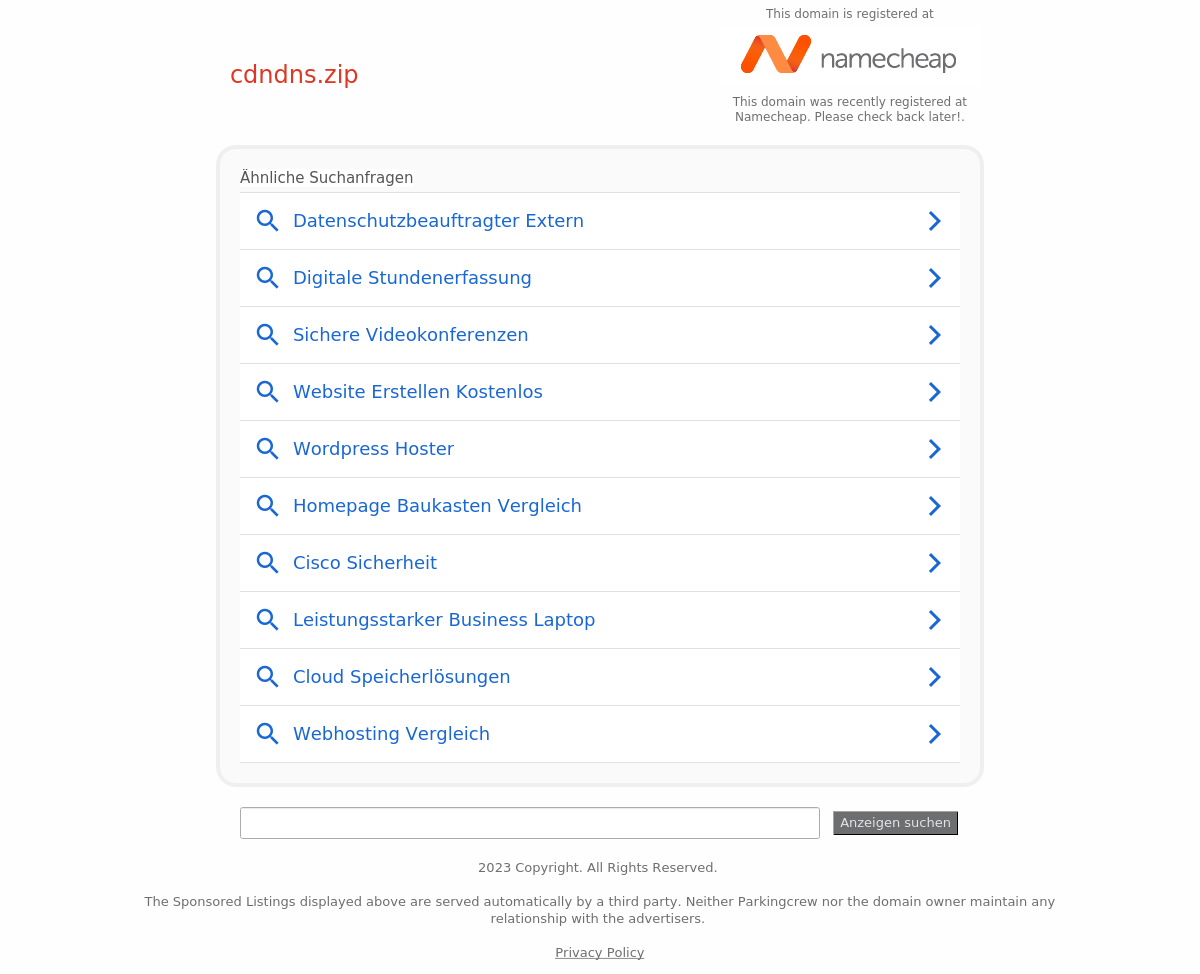 This domain is registered at
namecheap
cdndns.zip
This domain was recently registered at
Namecheap. Please check back later!.
Ähnliche Suchanfragen
Datenschutzbeauftragter Extern
Digitale Stundenerfassung
Sichere Videokonferenzen
Website Erstellen Kostenlos
Wordpress Hoster
Homepage Baukasten Vergleich
Cisco Sicherheit
Leistungsstarker Business Laptop
Cloud Speicherlösungen
Webhosting Vergleich
Anzeigen suchen
2023 Copyright. All Rights Reserved.
The Sponsored Listings displayed above are served automatically by a third party. Neither Parkingcrew nor the domain owner maintain any
relationship with the advertisers.
Privacy Policy